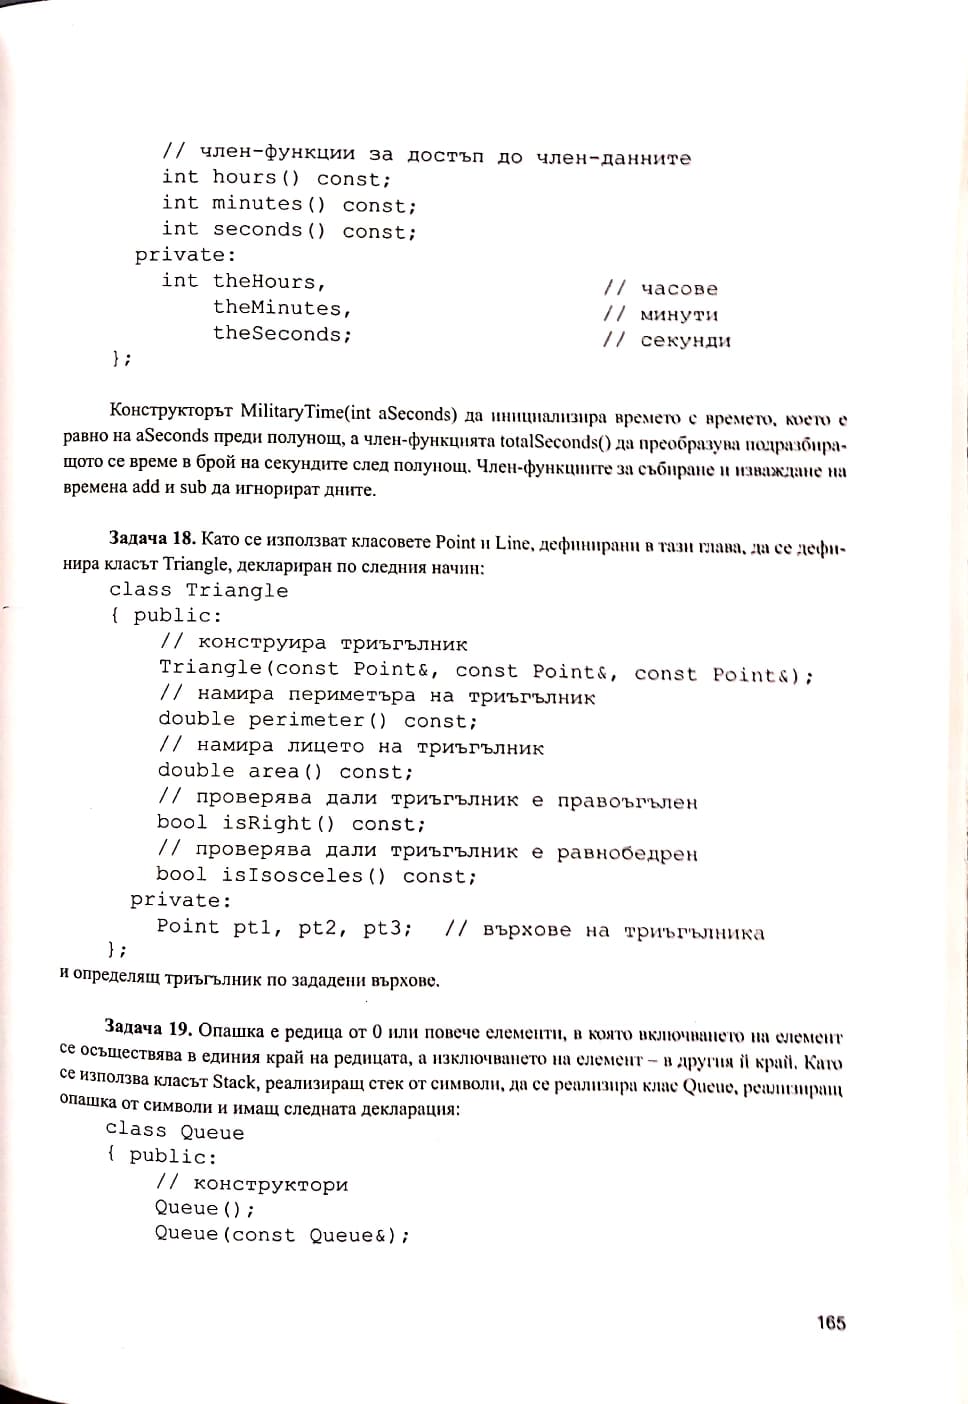 // член-функции за достъп до член-данните
int hours() const;
int minutes() const;
int seconds() const;
private:
int theHours, // часове
theMinutes, // минути
theSeconds; // секунди
};
Конструкторът MilitaryTime(int aSeconds) да инициализира времето с времето, което е
равно на aSeconds преди полунощ, а член-функцията totalSeconds() да преобразува подразбира-
щото се време в брой на секундите след полунощ. Член-функциите за събиране и изваждане на
времена add и sub да игнорират дните.
Задача 18. Като се използват класовете Point и Line, дефинирани в тази глава, да се дефи-
нира класът Triangle, деклариран по следния начин:
class Triangle
{ public:
// конструира триъгълник
Triangle(const Point&, const Point&, const Point&);
// намира периметъра на триъгълник
double perimeter() const;
// намира лицето на триъгълник
double area() const;
// проверява дали триъгълник е правоъгълен
bool isRight() const;
// проверява дали триъгълник е равнобедрен
bool isIsosceles() const;
private:
Point pt1, pt2, pt3; // върхове на триъгълника
};
и определящ триъгълник по зададени върхове.
Задача 19. Опашка е редица от 0 или повече елементи, в която включването на елемент
се осъществява в единия край на редицата, а изключването на елемент – в другия й край. Като
се използва класът Stack, реализиращ стек от символи, да се реализира клас Queue, реализиращ
опашка от символи и имащ следната декларация:
class Queue
{ public:
// конструктори
Queue();
Queue(const Queue&);
165